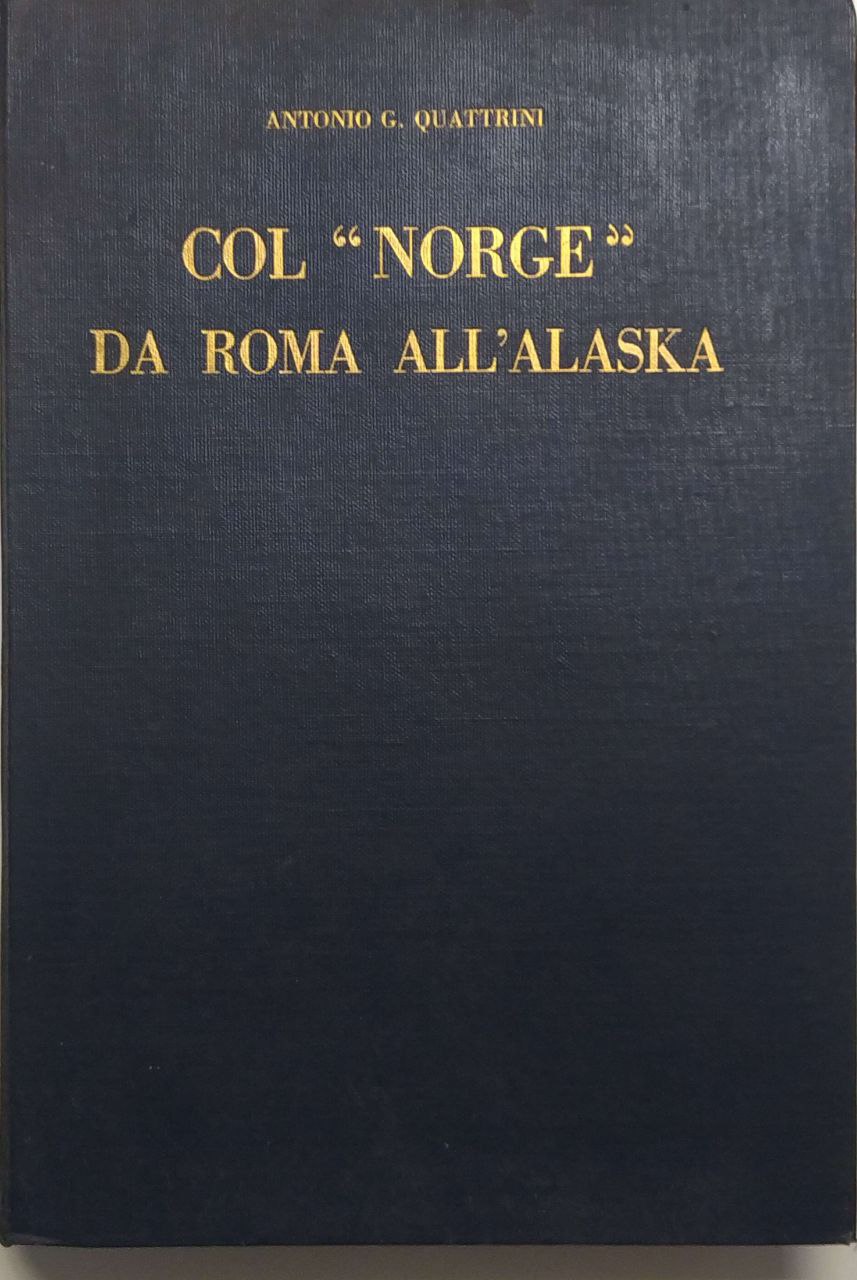 ANTONIO G. QUATTRINI
COL “NORGE”
DA ROMA ALL’ALASKA